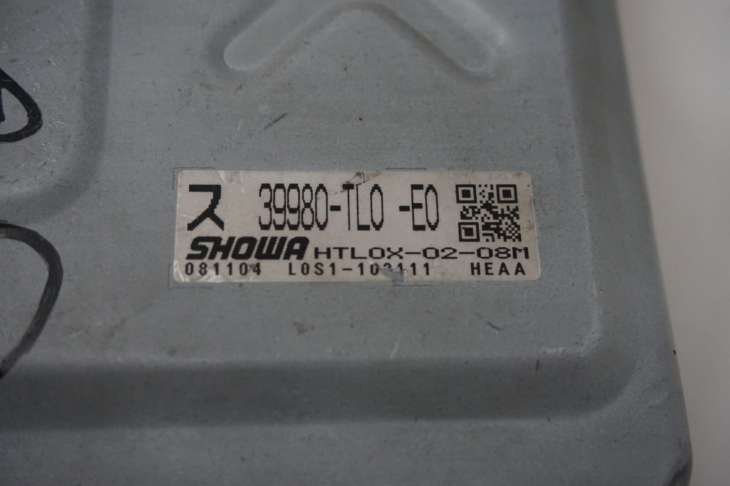 ス 39980-TL0 -E0
SHOWA HTL0X-02-08M
081104 L0S1-103111 HEAA